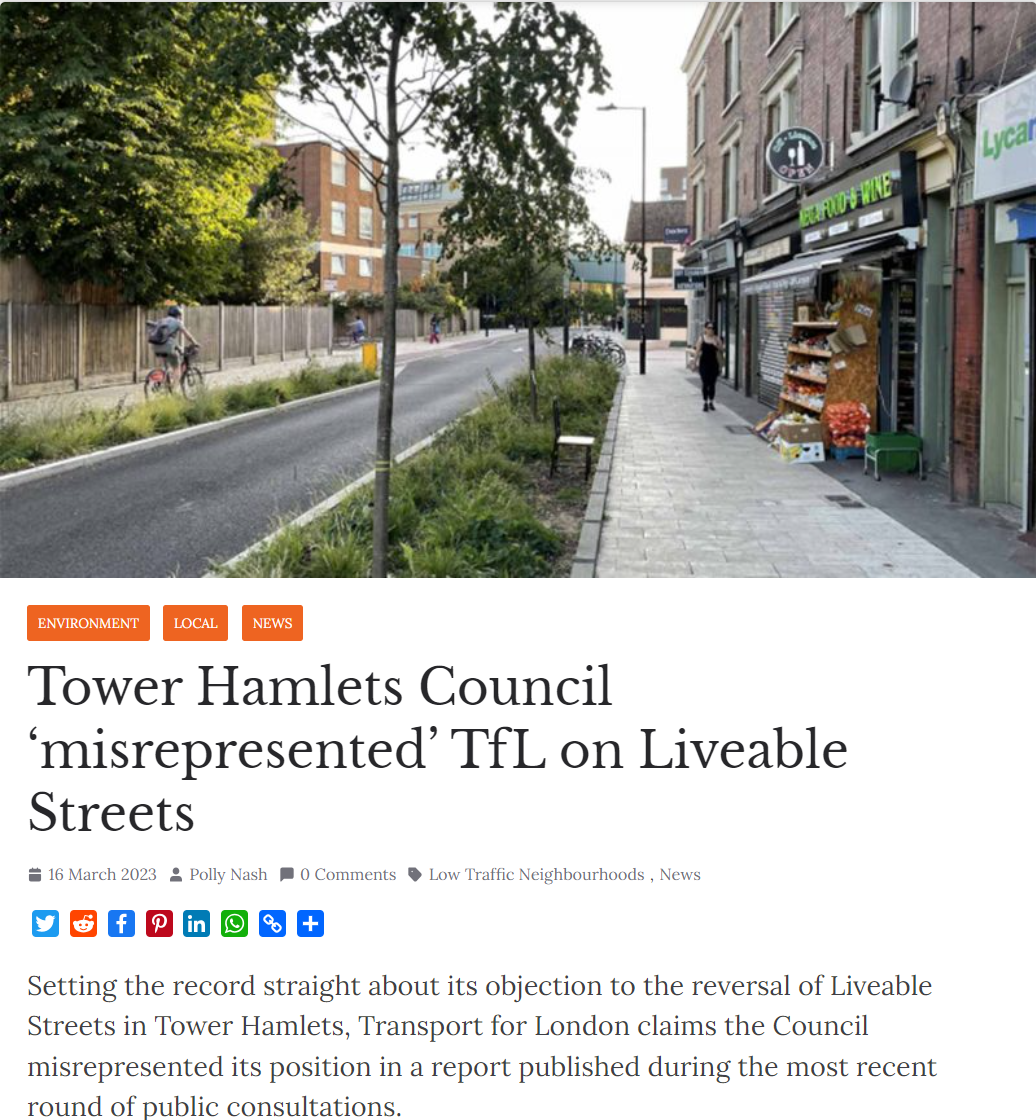 OPEN
MEGA FOOD & WINE
Lyca
ENVIRONMENT LOCAL NEWS
Tower Hamlets Council
‘misrepresented’ TfL on Liveable
Streets
16 March 2023 Polly Nash 0 Comments Low Traffic Neighbourhoods , News
Setting the record straight about its objection to the reversal of Liveable
Streets in Tower Hamlets, Transport for London claims the Council
misrepresented its position in a report published during the most recent
round of public consultations.